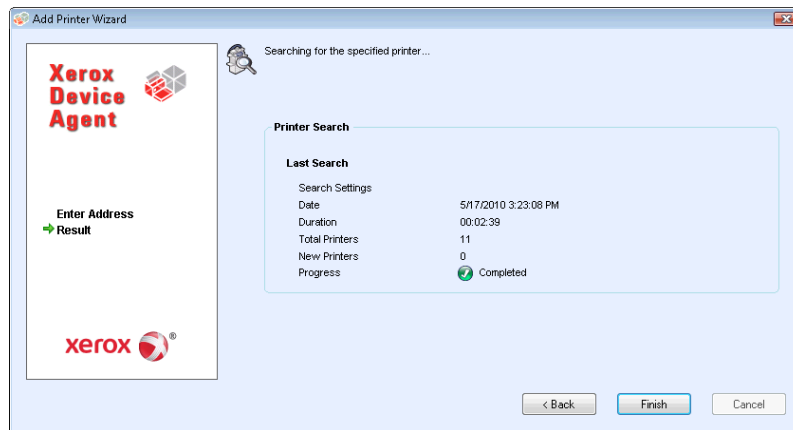 Add Printer Wizard
Xerox
Device
Agent
Enter Address
Result
xerox ®
Searching for the specified printer...
Printer Search
Last Search
Search Settings
Date 5/17/2010 3:23:08 PM
Duration 00:02:39
Total Printers 11
New Printers 0
Progress Completed
< Back Finish Cancel